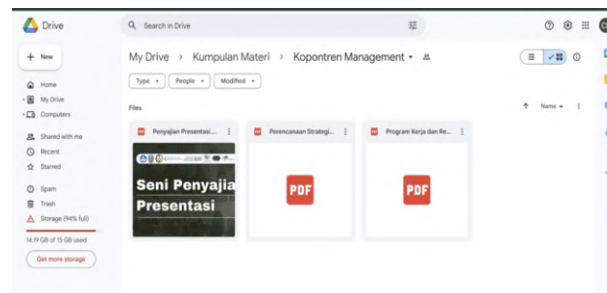 Drive
Search in Drive
New
My Drive > Kumpulan Materi > Kopontren Management
Type
People
Modified
Home
My Drive
Computers
Shared with me
Recent
Starred
Spam
Trash
Storage (94% full)
14.19 GB of 15 GB used
Get more storage
Files
Name
Penyajian Presentasi...
Seni Penyajia
Presentasi
Perencanaan Strategi...
PDF
Program Kerja dan Re...
PDF